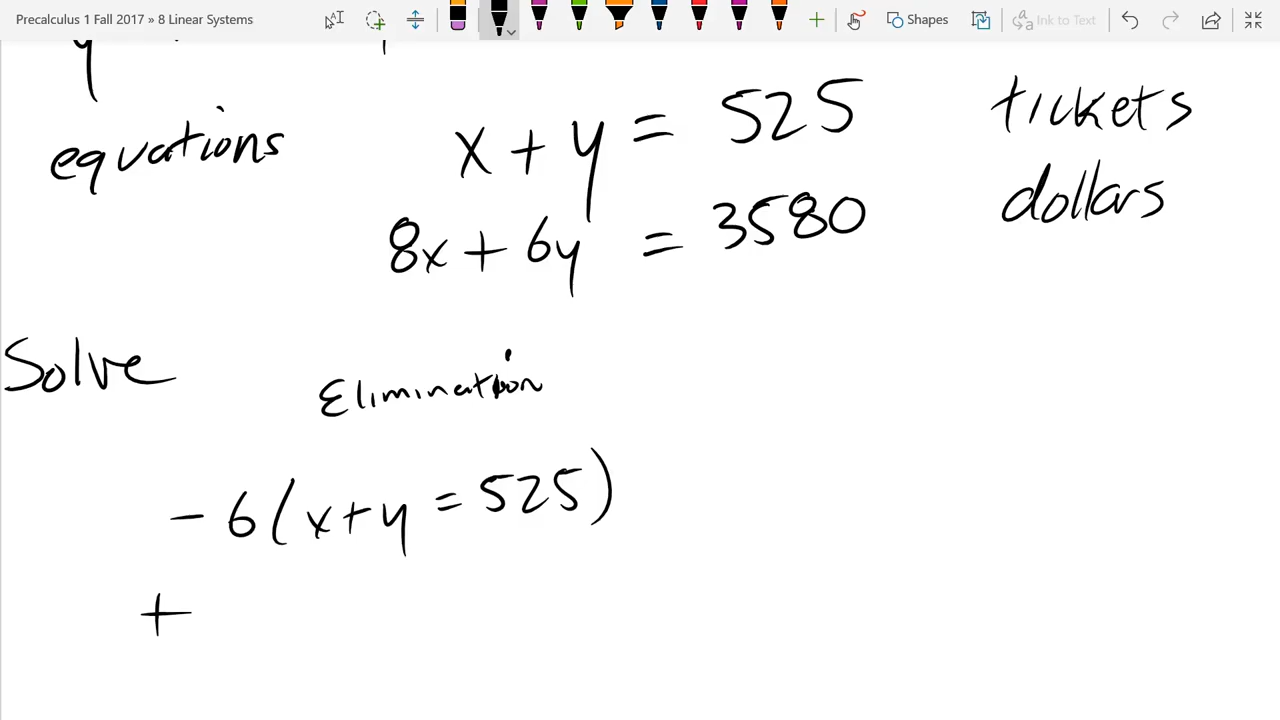 Precalculus 1 Fall 2017 » 8 Linear Systems
Shapes
Ink to Text
equations
x + y = 525 tickets
8x + 6y = 3580 dollars
Solve
Elimination
- 6 ( x + y = 525 )
+